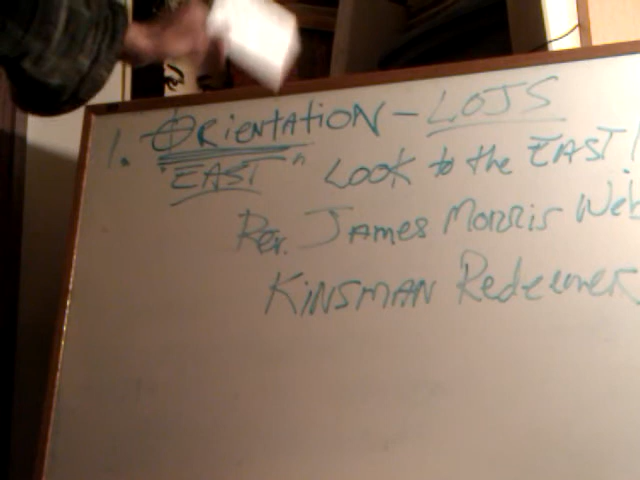 1. ORiENTATiON - LOJS
"EAST" LOOK to the EAST!
Rev. JAMES MORRIS Web
KiNSMAN Redeemer